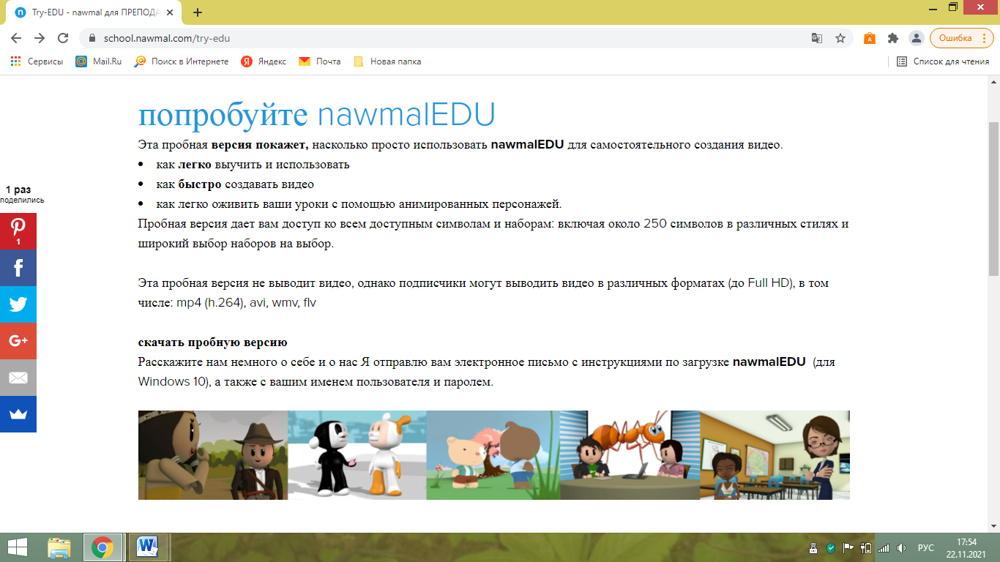 Try-EDU - nawmal для ПРЕПОДА
school.nawmal.com/try-edu
Ошибка
Сервисы
Mail.Ru
Поиск в Интернете
Яндекс
Почта
Новая папка
Список для чтения
попробуйте nawmalEDU
Эта пробная версия покажет, насколько просто использовать nawmalEDU для самостоятельного создания видео.
• как легко выучить и использовать
• как быстро создавать видео
• как легко оживить ваши уроки с помощью анимированных персонажей.
Пробная версия дает вам доступ ко всем доступным символам и наборам: включая около 250 символов в различных стилях и
широкий выбор наборов на выбор.
Эта пробная версия не выводит видео, однако подписчики могут выводить видео в различных форматах (до Full HD), в том
числе: mp4 (h.264), avi, wmv, flv
скачать пробную версию
Расскажите нам немного о себе и о нас Я отправлю вам электронное письмо с инструкциями по загрузке nawmalEDU (для
Windows 10), а также с вашим именем пользователя и паролем.
1 раз
поделились
1
G+
РУС
17:54
22.11.2021